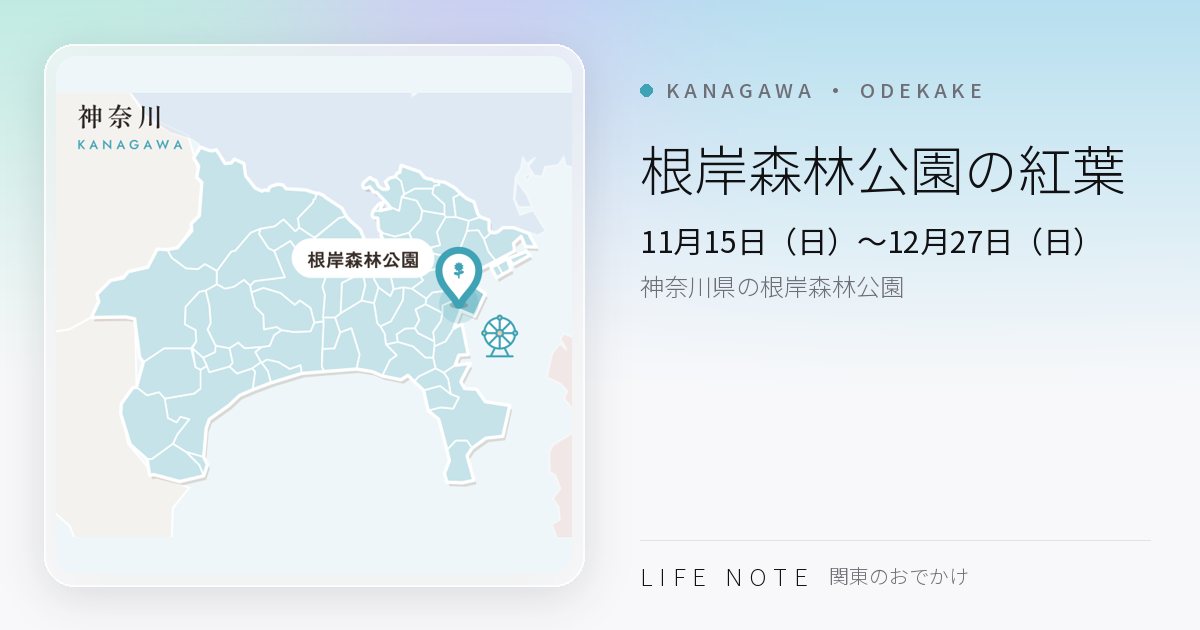 神奈川
KANAGAWA
根岸森林公園
KANAGAWA • ODEKAKE
根岸森林公園の紅葉
11月15日（日）〜12月27日（日）
神奈川県の根岸森林公園
LIFE NOTE 関東のおでかけ